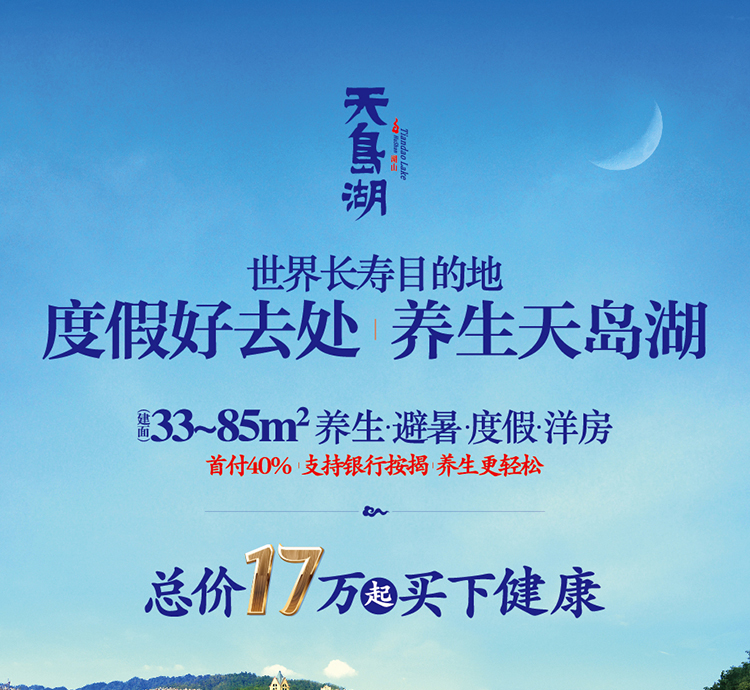 天岛湖
Tiandao Lake
世界长寿目的地
度假好去处 养生天岛湖
(建面) 33~85m² 养生·避暑·度假·洋房
首付40% 支持银行按揭 养生更轻松
总价17万起买下健康